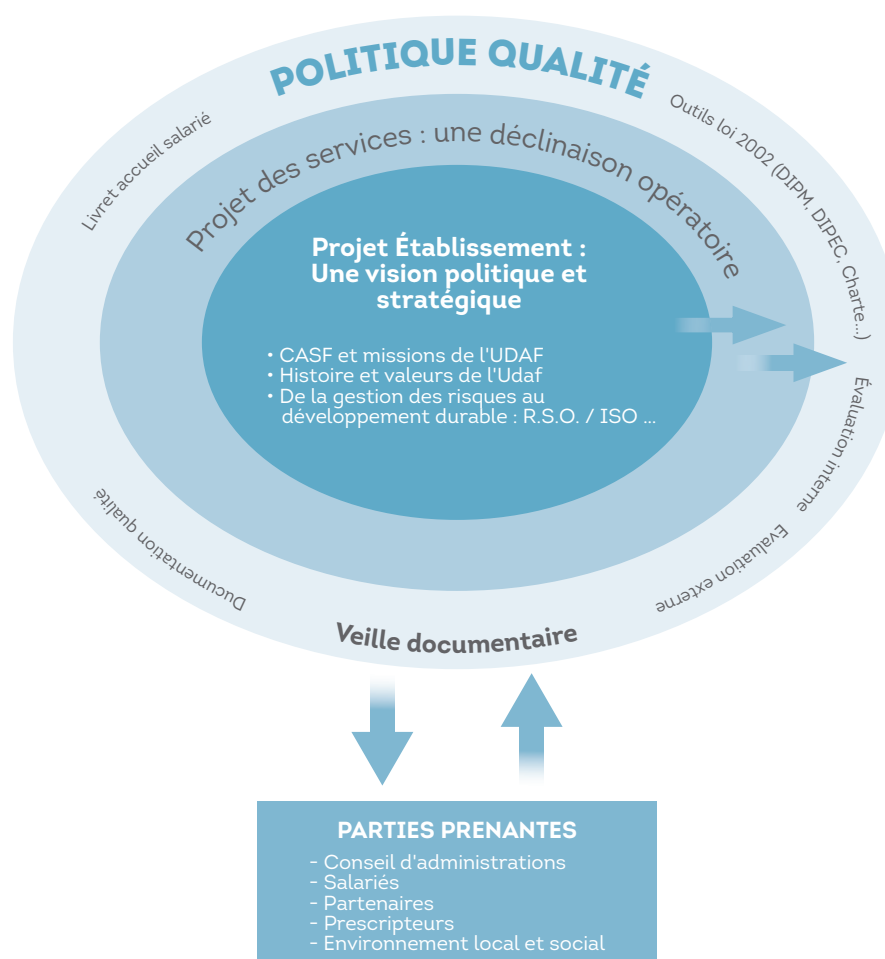 POLITIQUE QUALITÉ
Livret accueil salarié
Outils loi 2002 (DIPM, DIPEC, Charte...)
Projet des services : une déclinaison opératoire
Projet Établissement :
Une vision politique et
stratégique
• CASF et missions de l'UDAF
• Histoire et valeurs de l'Udaf
• De la gestion des risques au
développement durable : R.S.O. / ISO ...
Évaluation interne
Evaluation externe
Ducumentation qualité
Veille documentaire
PARTIES PRENANTES
- Conseil d'administrations
- Salariés
- Partenaires
- Prescripteurs
- Environnement local et social